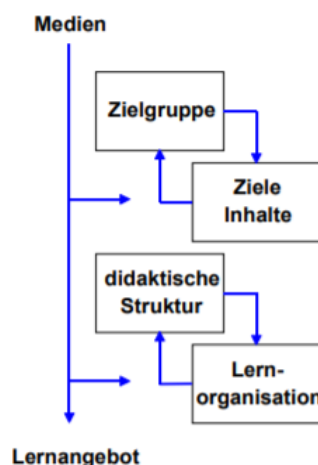 Medien
Zielgruppe
Ziele
Inhalte
didaktische
Struktur
Lern-
organisation
Lernangebot